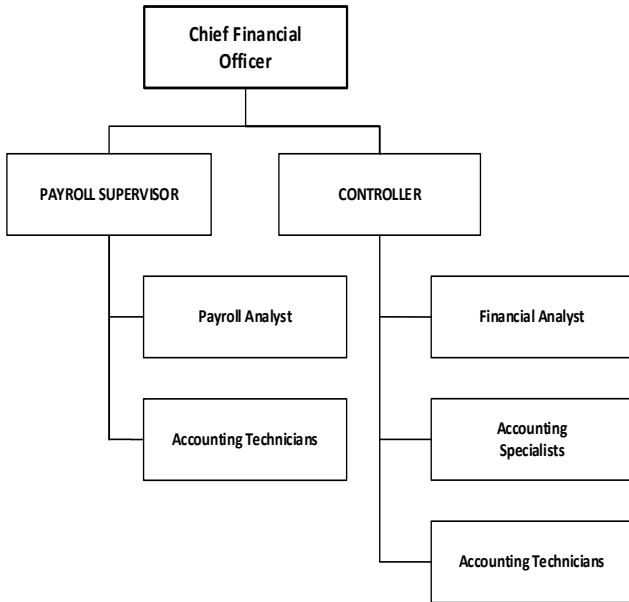 Chief Financial
Officer
PAYROLL SUPERVISOR
CONTROLLER
Payroll Analyst
Financial Analyst
Accounting Technicians
Accounting
Specialists
Accounting Technicians